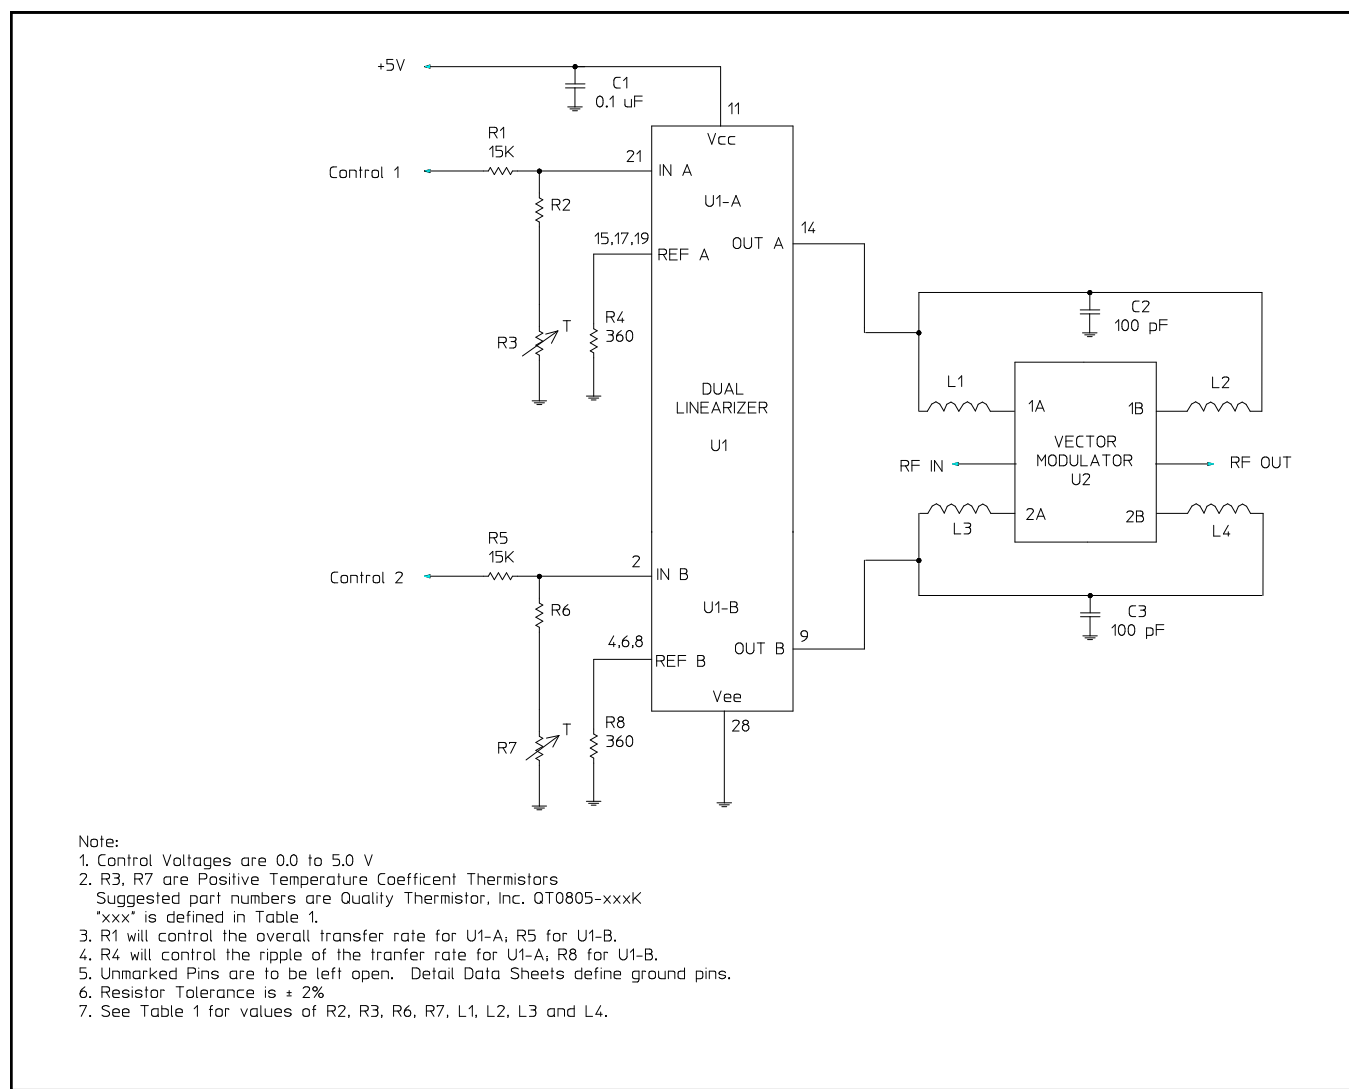 +5V
C1
0.1 uF
11
Vcc
R1
15K
21
Control 1
IN A
R2
U1-A
15,17,19
REF A
OUT A
14
R4
360
R3
T
C2
100 pF
DUAL
LINEARIZER
U1
L1
L2
1A
1B
VECTOR
MODULATOR
U2
RF IN
RF OUT
2A
2B
L3
L4
R5
15K
2
Control 2
IN B
R6
U1-B
4,6,8
REF B
OUT B
9
C3
100 pF
Vee
28
R8
360
R7
T
Note:
1. Control Voltages are 0.0 to 5.0 V
2. R3, R7 are Positive Temperature Coefficent Thermistors
Suggested part numbers are Quality Thermistor, Inc. QT0805-xxxK
"xxx" is defined in Table 1.
3. R1 will control the overall transfer rate for U1-A; R5 for U1-B.
4. R4 will control the ripple of the tranfer rate for U1-A; R8 for U1-B.
5. Unmarked Pins are to be left open. Detail Data Sheets define ground pins.
6. Resistor Tolerance is ± 2%
7. See Table 1 for values of R2, R3, R6, R7, L1, L2, L3 and L4.